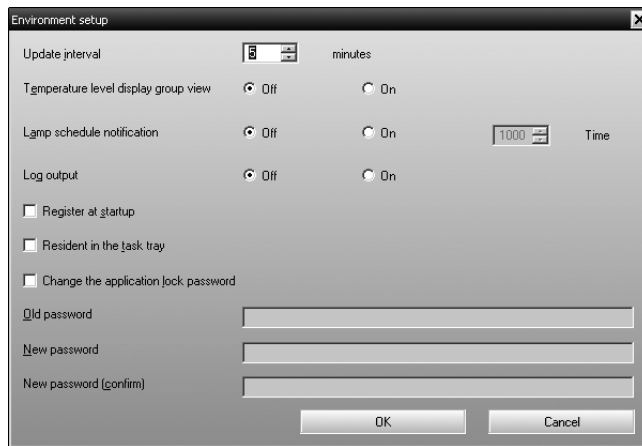 Environment setup
Update interval 5 minutes
Temperature level display group view Off On
Lamp schedule notification Off On 1000 Time
Log output Off On
Register at startup
Resident in the task tray
Change the application lock password
Old password
New password
New password (confirm)
OK Cancel